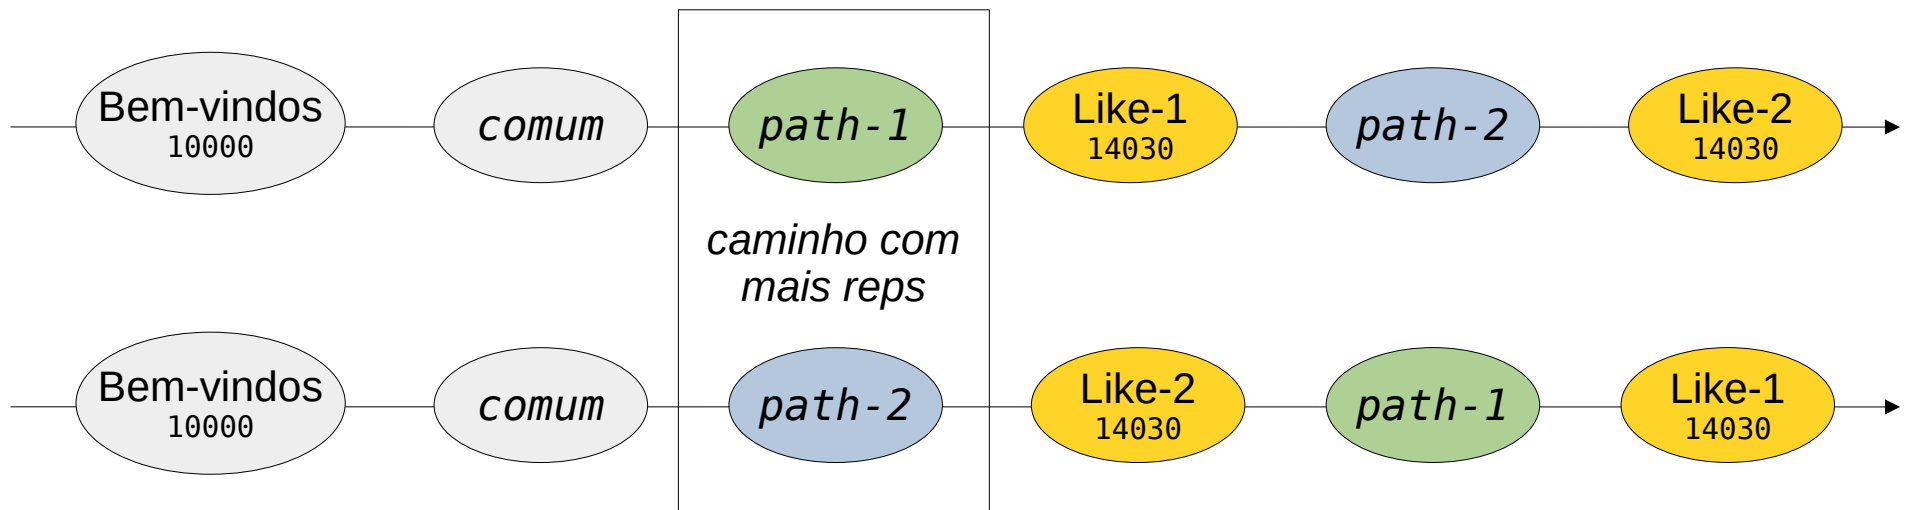 Bem-vindos
10000
comum
path-1
Like-1
14030
path-2
Like-2
14030
caminho com
mais reps
Bem-vindos
10000
comum
path-2
Like-2
14030
path-1
Like-1
14030